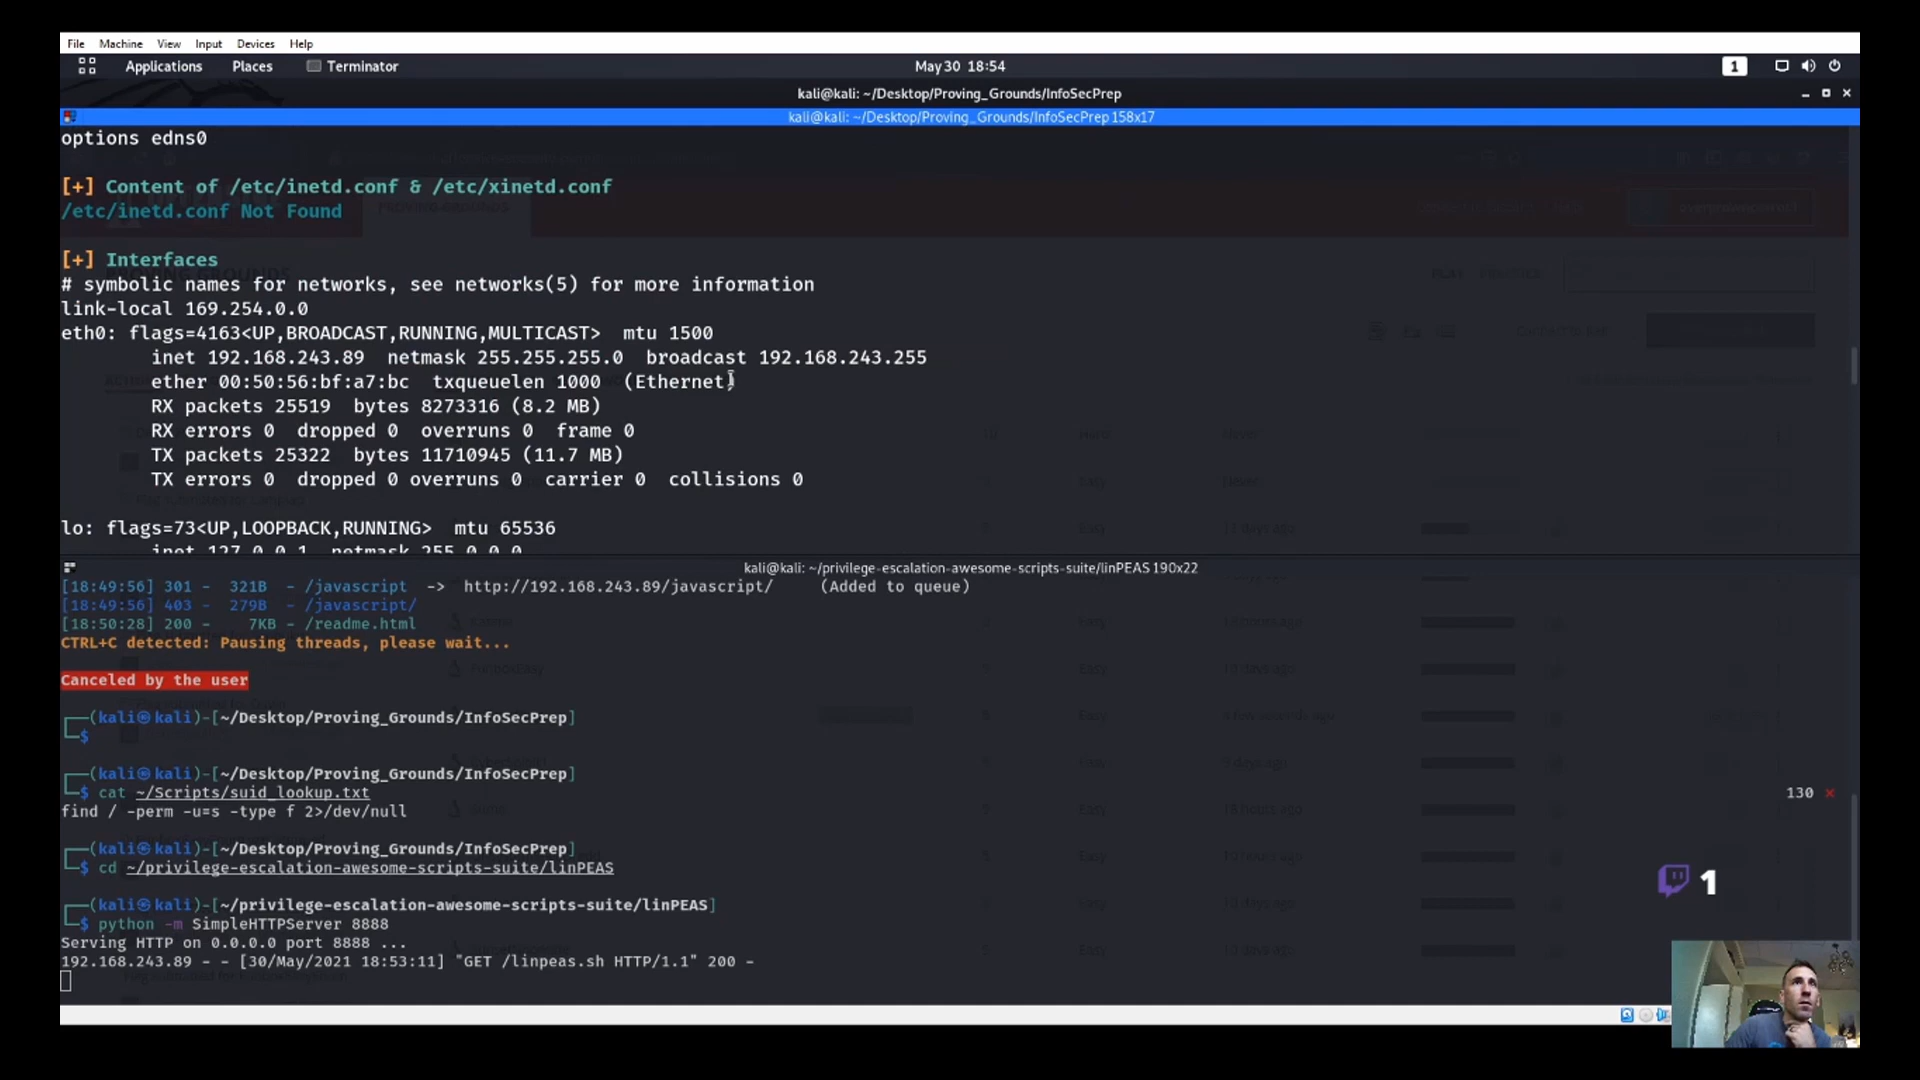 File Machine View Input Devices Help
Applications Places Terminator May 30 18:54 1
kali@kali: ~/Desktop/Proving_Grounds/InfoSecPrep
kali@kali: ~/Desktop/Proving_Grounds/InfoSecPrep 158x17
options edns0
[+] Content of /etc/inetd.conf & /etc/xinetd.conf
/etc/inetd.conf Not Found
[+] Interfaces
# symbolic names for networks, see networks(5) for more information
link-local 169.254.0.0
eth0: flags=4163<UP,BROADCAST,RUNNING,MULTICAST> mtu 1500
inet 192.168.243.89 netmask 255.255.255.0 broadcast 192.168.243.255
ether 00:50:56:bf:a7:bc txqueuelen 1000 (Ethernet)
RX packets 25519 bytes 8273316 (8.2 MB)
RX errors 0 dropped 0 overruns 0 frame 0
TX packets 25322 bytes 11710945 (11.7 MB)
TX errors 0 dropped 0 overruns 0 carrier 0 collisions 0
lo: flags=73<UP,LOOPBACK,RUNNING> mtu 65536
inet 127.0.0.1 netmask 255.0.0.0
kali@kali: ~/privilege-escalation-awesome-scripts-suite/linPEAS 190x22
[18:49:56] 301 - 321B - /javascript -> http://192.168.243.89/javascript/ (Added to queue)
[18:49:56] 403 - 279B - /javascript/
[18:50:28] 200 - 7KB - /readme.html
CTRL+C detected: Pausing threads, please wait...
Canceled by the user
(kali㉿kali)-[~/Desktop/Proving_Grounds/InfoSecPrep]
$
(kali㉿kali)-[~/Desktop/Proving_Grounds/InfoSecPrep]
$ cat ~/Scripts/suid_lookup.txt 130 ⨯
find / -perm -u=s -type f 2>/dev/null
(kali㉿kali)-[~/Desktop/Proving_Grounds/InfoSecPrep]
$ cd ~/privilege-escalation-awesome-scripts-suite/linPEAS
(kali㉿kali)-[~/privilege-escalation-awesome-scripts-suite/linPEAS]
$ python -m SimpleHTTPServer 8888
Serving HTTP on 0.0.0.0 port 8888 ...
192.168.243.89 - - [30/May/2021 18:53:11] "GET /linpeas.sh HTTP/1.1" 200 -
1